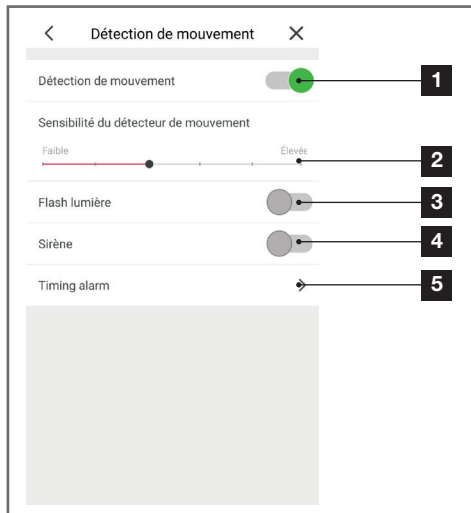 Détection de mouvement
Détection de mouvement
1
Sensibilité du détecteur de mouvement
Faible
Élevée
2
Flash lumière
3
Sirène
4
Timing alarm
5